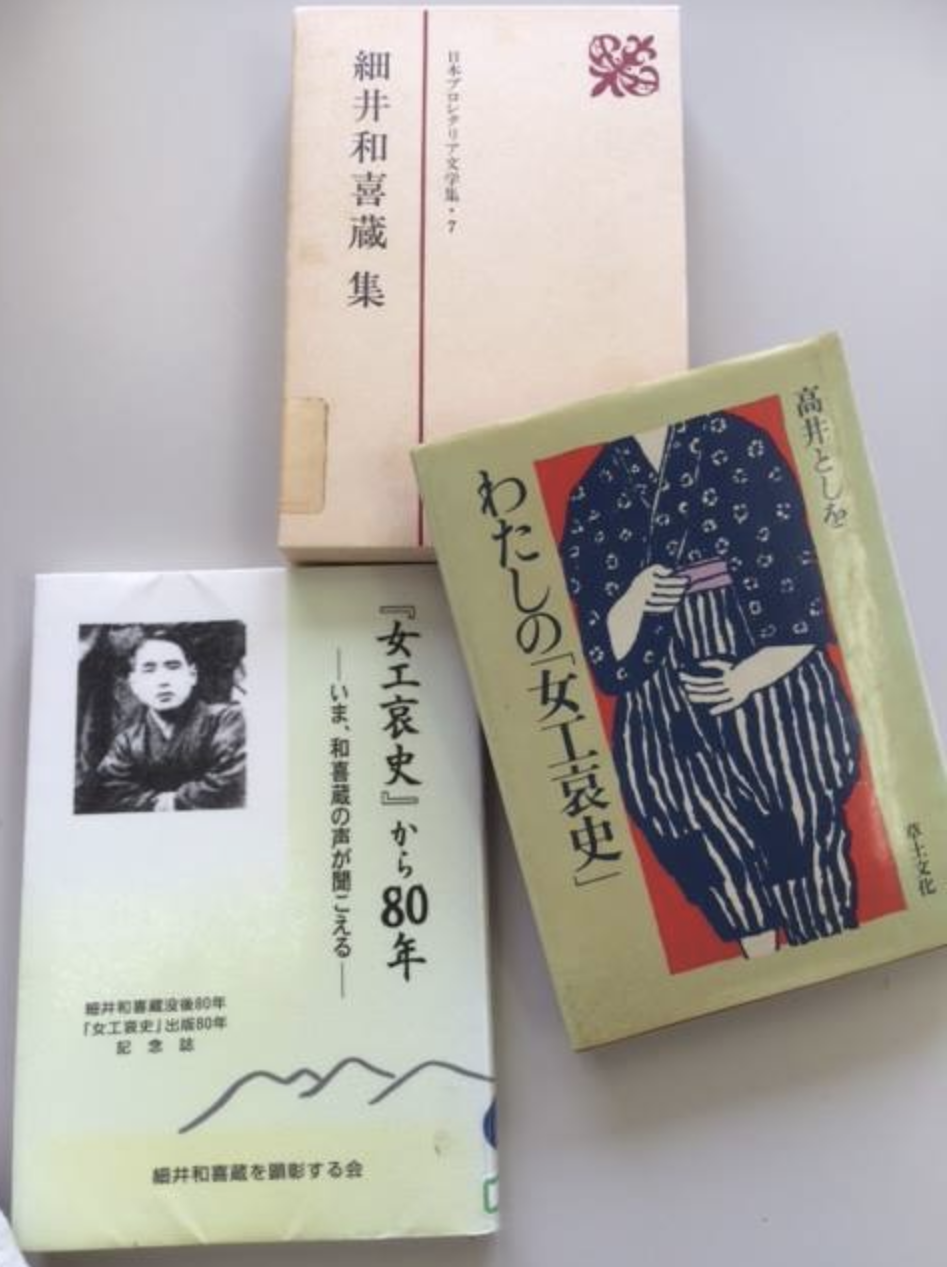 日本プロレタリア文学集・7
細井和喜蔵 集
高井としを
わたしの「女工哀史」
草土文化
『女工哀史』から80年
―いま、和喜蔵の声が聞こえる―
細井和喜蔵没後80年
「女工哀史」出版80年
記念誌
細井和喜蔵を顕彰する会